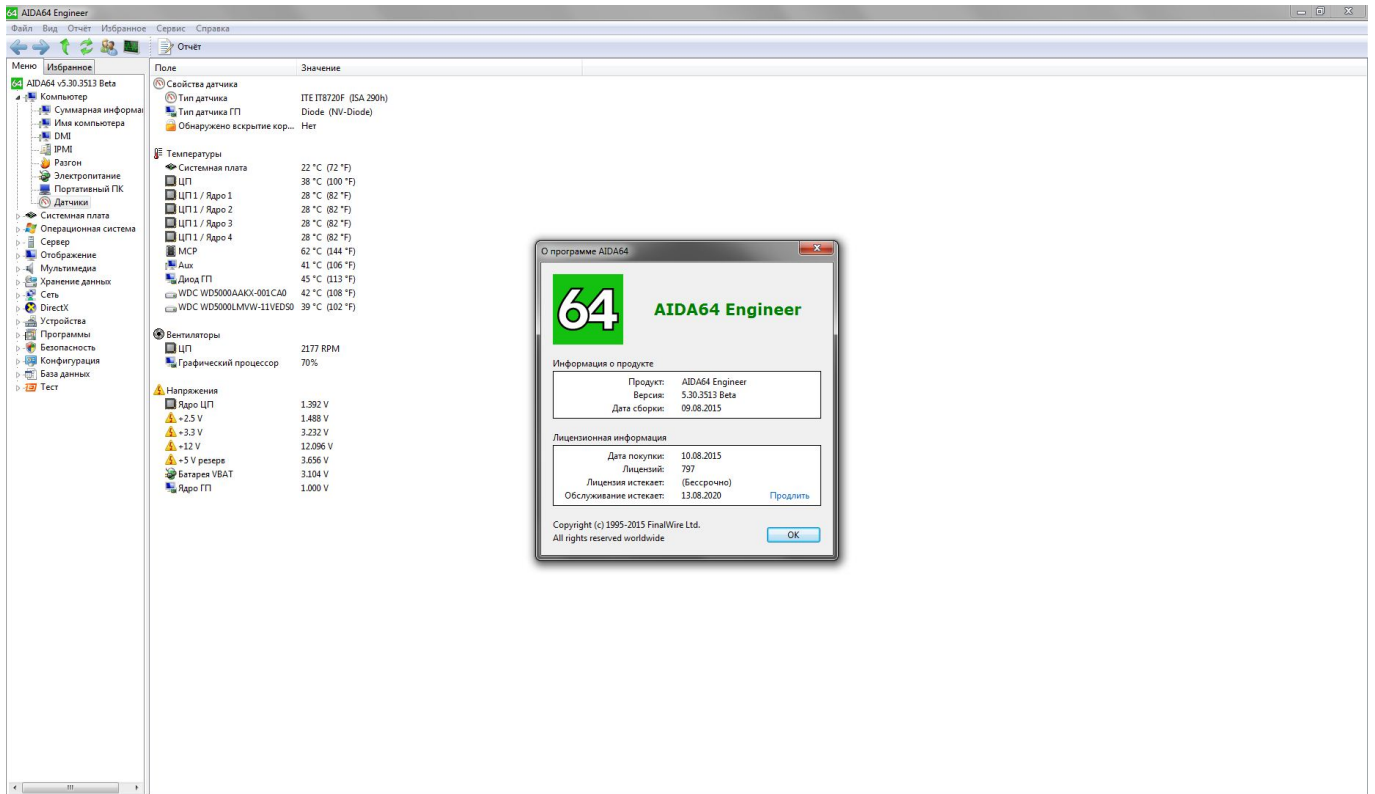 64 AIDA64 Engineer
Файл Вид Отчёт Избранное Сервис Справка
Отчёт
Меню Избранное
Поле Значение
64 AIDA64 v5.30.3513 Beta
Компьютер
Суммарная информа
Имя компьютера
DMI
IPMI
Разгон
Электропитание
Портативный ПК
Датчики
Системная плата
Операционная система
Сервер
Отображение
Мультимедиа
Хранение данных
Сеть
DirectX
Устройства
Программы
Безопасность
Конфигурация
База данных
Тест
Свойства датчика
Тип датчика ITE IT8720F (ISA 290h)
Тип датчика ГП Diode (NV-Diode)
Обнаружено вскрытие кор... Нет
Температуры
Системная плата 22 °C (72 °F)
ЦП 38 °C (100 °F)
ЦП 1 / Ядро 1 28 °C (82 °F)
ЦП 1 / Ядро 2 28 °C (82 °F)
ЦП 1 / Ядро 3 28 °C (82 °F)
ЦП 1 / Ядро 4 28 °C (82 °F)
MCP 62 °C (144 °F)
Aux 41 °C (106 °F)
Диод ГП 45 °C (113 °F)
WDC WD5000AAKX-001CA0 42 °C (108 °F)
WDC WD5000LMVW-11VEDS0 39 °C (102 °F)
Вентиляторы
ЦП 2177 RPM
Графический процессор 70%
Напряжения
Ядро ЦП 1.392 V
+2.5 V 1.488 V
+3.3 V 3.232 V
+12 V 12.096 V
+5 V резерв 3.656 V
Батарея VBAT 3.104 V
Ядро ГП 1.000 V
О программе AIDA64
64 AIDA64 Engineer
Информация о продукте
Продукт: AIDA64 Engineer
Версия: 5.30.3513 Beta
Дата сборки: 09.08.2015
Лицензионная информация
Дата покупки: 10.08.2015
Лицензий: 797
Лицензия истекает: (Бессрочно)
Обслуживание истекает: 13.08.2020 Продлить
Copyright (c) 1995-2015 FinalWire Ltd.
All rights reserved worldwide
OK